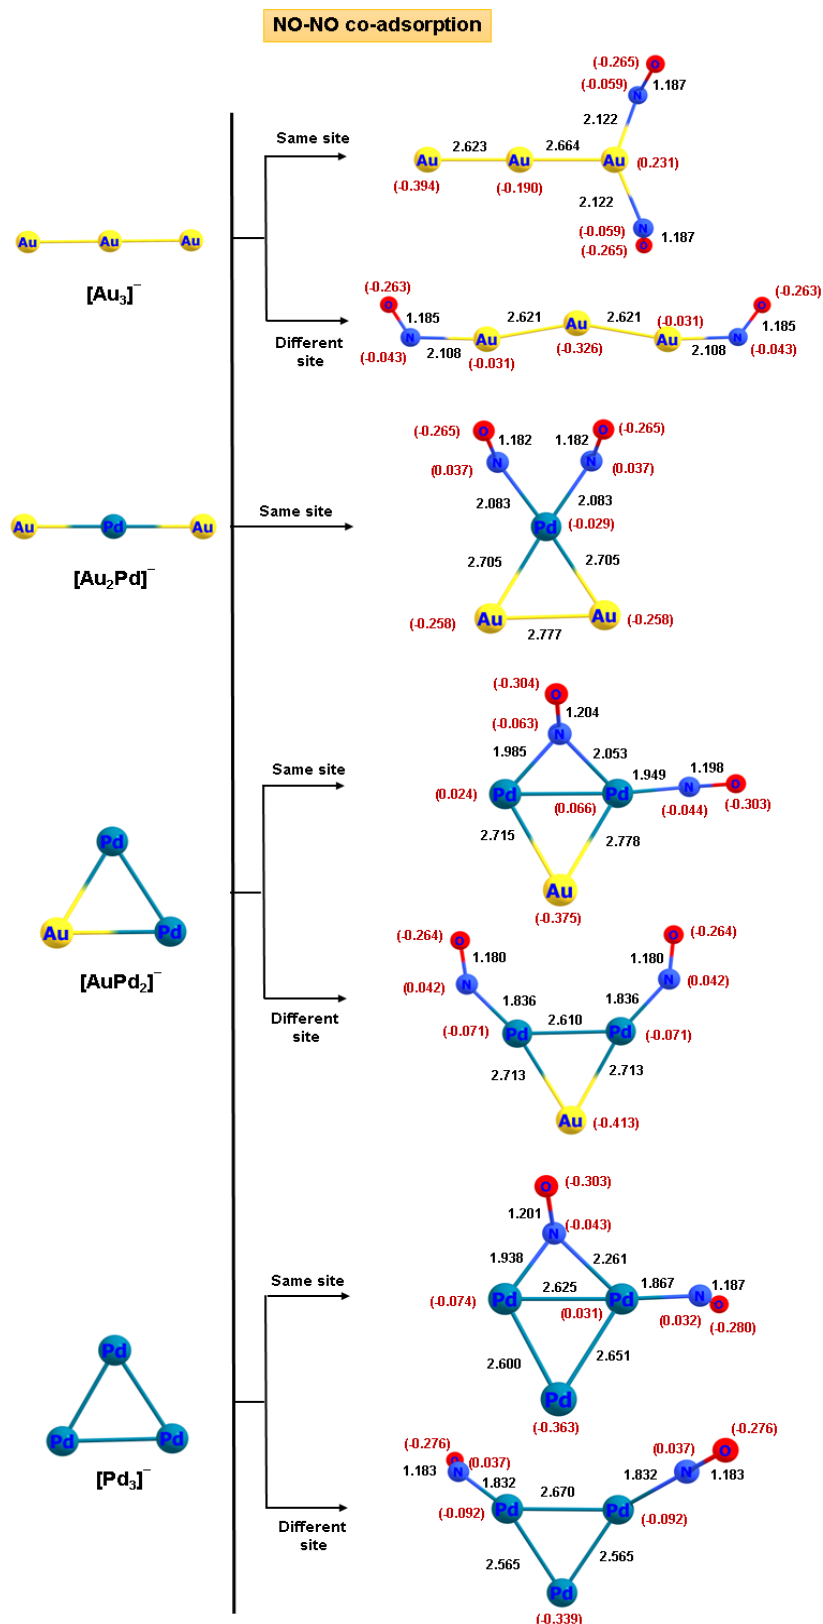 NO-NO co-adsorption
(-0.265) O
(-0.059) N 1.187
2.122
Same site
2.623 2.664
Au Au Au (0.231)
(-0.394) (-0.190)
2.122
(-0.059) N
(-0.265) O 1.187
Au Au Au
[Au₃]⁻
(-0.263) O
O (-0.263)
1.185 2.621 2.621 (-0.031) 1.185
Different
site
N Au Au Au N
(-0.043) 2.108 (-0.031) (-0.326) 2.108 (-0.043)
(-0.265) O 1.182 1.182 O (-0.265)
(0.037) N N (0.037)
2.083 2.083
Same site
Au Pd Au
Pd (-0.029)
[Au₂Pd]⁻
2.705 2.705
(-0.258) Au Au (-0.258)
2.777
(-0.304) O
1.204
(-0.063) N
1.985 2.053
Same site
1.949 1.198
(0.024) Pd (0.066) Pd N O
(-0.044) (-0.303)
2.715 2.778
Au
(-0.375)
Pd
Au Pd
[AuPd₂]⁻
(-0.264) O O (-0.264)
1.180 1.180
(0.042) N N (0.042)
1.836 1.836
Different
site
2.610
(-0.071) Pd Pd (-0.071)
2.713 2.713
Au (-0.413)
O (-0.303)
1.201
N (-0.043)
1.938 2.261
Same site
2.625 1.867 1.187
(-0.074) Pd (0.031) Pd N
(0.032) O (-0.280)
2.600 2.651
Pd
(-0.363)
Pd
Pd Pd
[Pd₃]⁻
(-0.276) O O (-0.276)
N (0.037) (0.037) N
1.183 1.832 1.832 1.183
2.670
(-0.092) Pd Pd (-0.092)
Different
site
2.565 2.565
Pd
(-0.339)